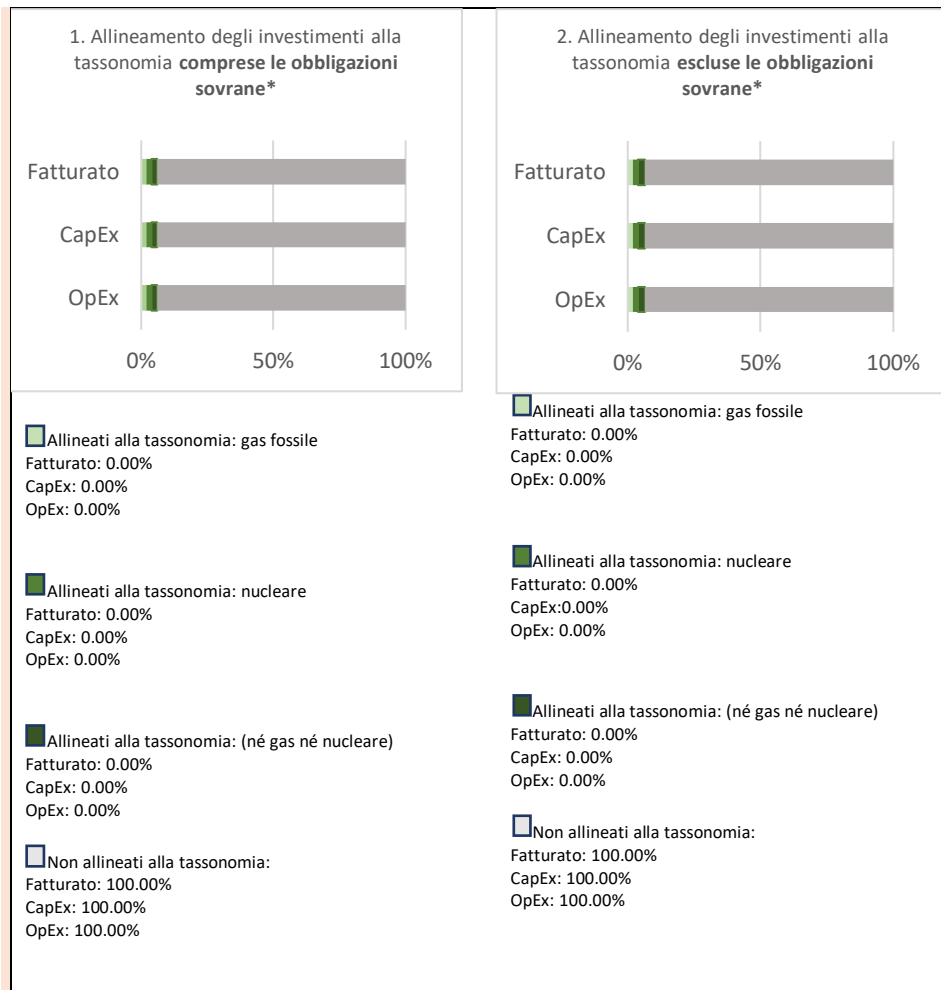 1. Allineamento degli investimenti alla
tassonomia comprese le obbligazioni
sovrane*
Fatturato
CapEx
OpEx
0%
50%
100%
Allineati alla tassonomia: gas fossile
Fatturato: 0.00%
CapEx: 0.00%
OpEx: 0.00%
Allineati alla tassonomia: nucleare
Fatturato: 0.00%
CapEx: 0.00%
OpEx: 0.00%
Allineati alla tassonomia: (né gas né nucleare)
Fatturato: 0.00%
CapEx: 0.00%
OpEx: 0.00%
Non allineati alla tassonomia:
Fatturato: 100.00%
CapEx: 100.00%
OpEx: 100.00%
2. Allineamento degli investimenti alla
tassonomia escluse le obbligazioni
sovrane*
Fatturato
CapEx
OpEx
0%
50%
100%
Allineati alla tassonomia: gas fossile
Fatturato: 0.00%
CapEx: 0.00%
OpEx: 0.00%
Allineati alla tassonomia: nucleare
Fatturato: 0.00%
CapEx:0.00%
OpEx: 0.00%
Allineati alla tassonomia: (né gas né nucleare)
Fatturato: 0.00%
CapEx: 0.00%
OpEx: 0.00%
Non allineati alla tassonomia:
Fatturato: 100.00%
CapEx: 100.00%
OpEx: 100.00%